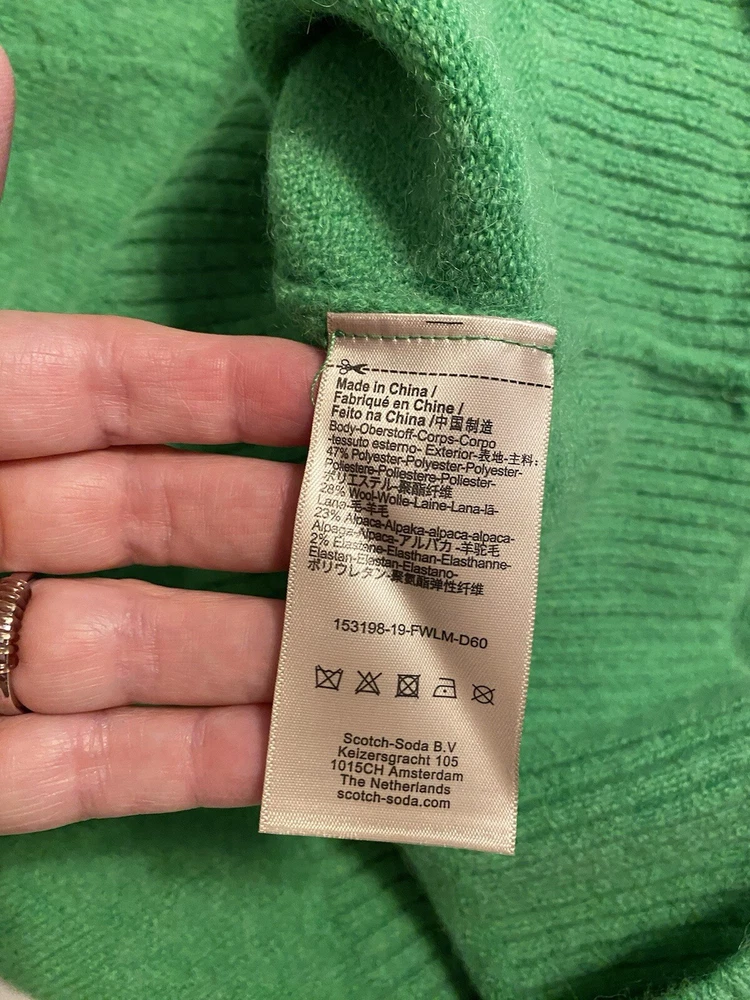 Made in China /
Fabriqué en Chine /
Feito na China /中国制造
Body-Oberstoff-Corps-Corpo
-tessuto esterno- Exterior-表地-主料:
47% Polyester-Polyester-Polyester-
Poliestere-Poliestere-Poliester-
ポリエステル-聚酯纤维
28% Wool-Wolle-Laine-Lana-lã-
Lana-毛-羊毛
23% Alpaca-Alpaka-alpaca-alpaca-
Alpaca-Alpaca-アルパカ -羊驼毛
2% Elastane-Elasthan-Elasthanne-
Elastan-Elastan-Elastano-
ポリウレタン-聚氨酯弹性纤维
153198-19-FWLM-D60
Scotch-Soda B.V
Keizersgracht 105
1015CH Amsterdam
The Netherlands
scotch-soda.com